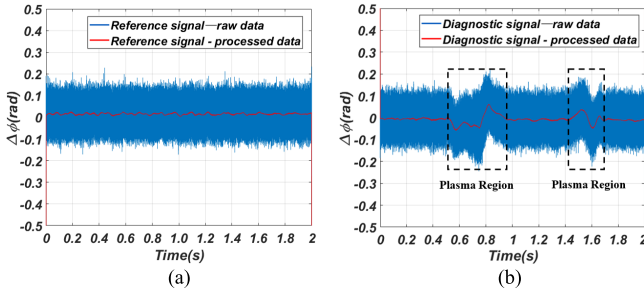 0.5
0.4
0.3
0.2
0.1
0
-0.1
-0.2
-0.3
-0.4
-0.5
Δϕ(rad)
Reference signal—raw data
Reference signal - processed data
0 0.2 0.4 0.6 0.8 1 1.2 1.4 1.6 1.8 2
Time(s)
(a)
0.5
0.4
0.3
0.2
0.1
0
-0.1
-0.2
-0.3
-0.4
-0.5
Δϕ(rad)
Diagnostic signal—raw data
Diagnostic signal - processed data
Plasma Region
Plasma Region
0 0.2 0.4 0.6 0.8 1 1.2 1.4 1.6 1.8 2
Time(s)
(b)